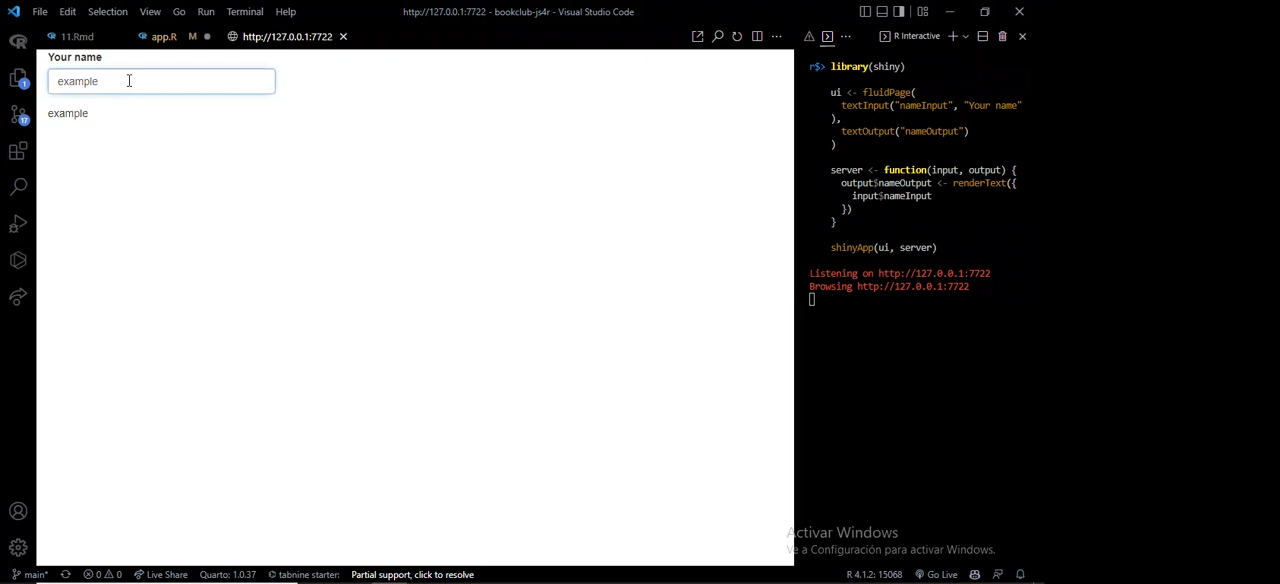 File Edit Selection View Go Run Terminal Help
http://127.0.0.1:7722 - bookclub-js4r - Visual Studio Code
11.Rmd
app.R M
http://127.0.0.1:7722
R Interactive
Your name
example
example
r$> library(shiny)
ui <- fluidPage(
textInput("nameInput", "Your name"
),
textOutput("nameOutput")
)
server <- function(input, output) {
output$nameOutput <- renderText({
input$nameInput
})
}
shinyApp(ui, server)
Listening on http://127.0.0.1:7722
Browsing http://127.0.0.1:7722
1
17
Activar Windows
Ve a Configuración para activar Windows.
main* 0 0 Live Share Quarto: 1.0.37 tabnine starter: Partial support, click to resolve R 4.1.2: 15068 Go Live